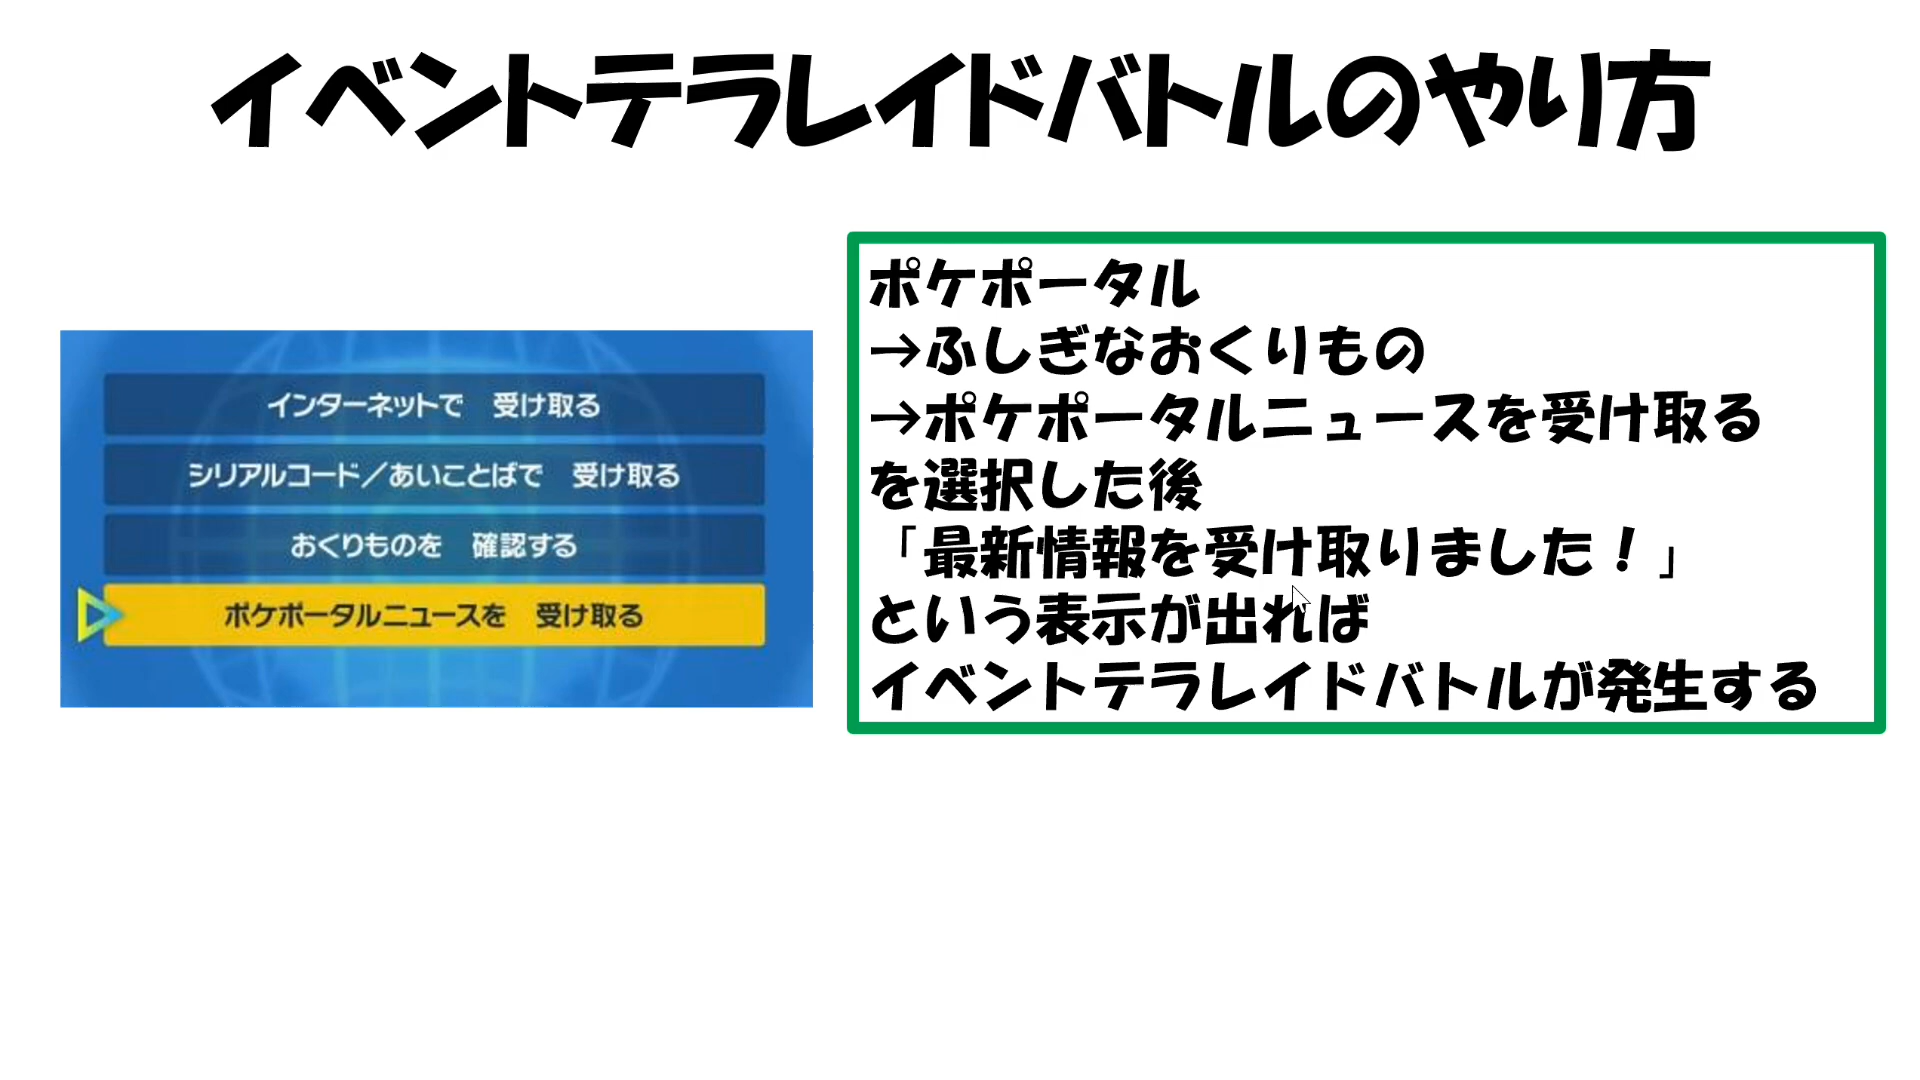 イベントテラレイドバトルのやり方
インターネットで　受け取る
シリアルコード／あいことばで　受け取る
おくりものを　確認する
ポケポータルニュースを　受け取る
ポケポータル
→ふしぎなおくりもの
→ポケポータルニュースを受け取る
を選択した後
「最新情報を受け取りました！」
という表示が出れば
イベントテラレイドバトルが発生する